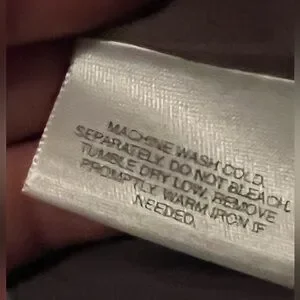 MACHINE WASH COLD.
SEPARATELY. DO NOT BLEACH.
TUMBLE DRY LOW, REMOVE
PROMPTLY. WARM IRON IF
NEEDED.